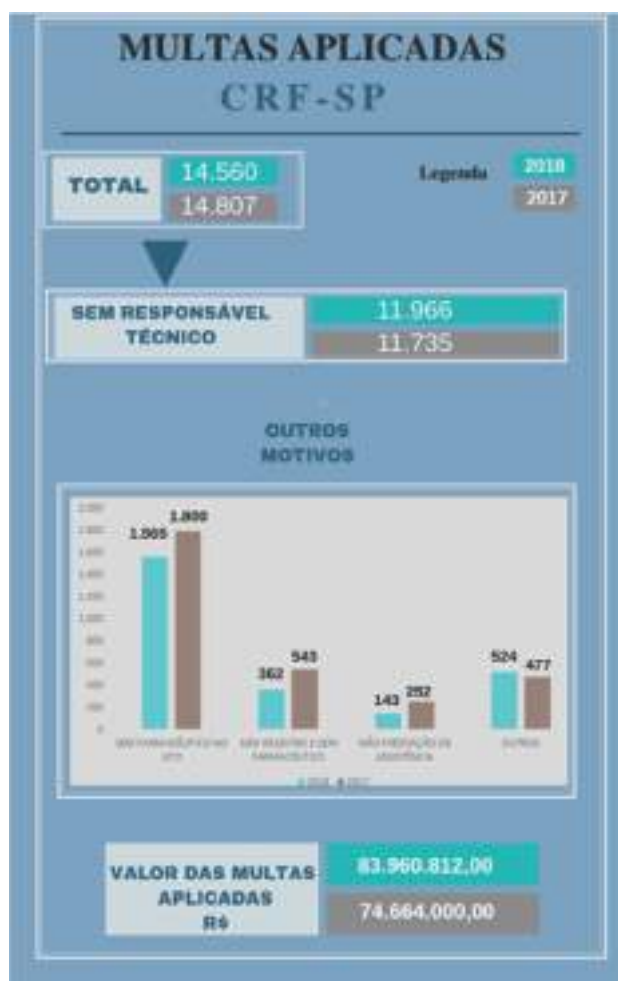 MULTAS APLICADAS
CRF-SP
TOTAL
14.560
14.807
Legenda
2018
2017
SEM RESPONSÁVEL
TÉCNICO
11.966
11.735
OUTROS
MOTIVOS
1.565
1.800
362
543
143
252
524
477
OUTROS
VALOR DAS MULTAS
APLICADAS
R$
83.960.812,00
74.664.000,00